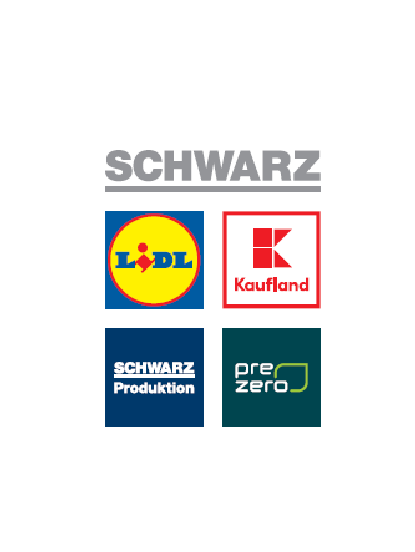 SCHWARZ
LIDL
Kaufland
SCHWARZ
Produktion
pre
zero